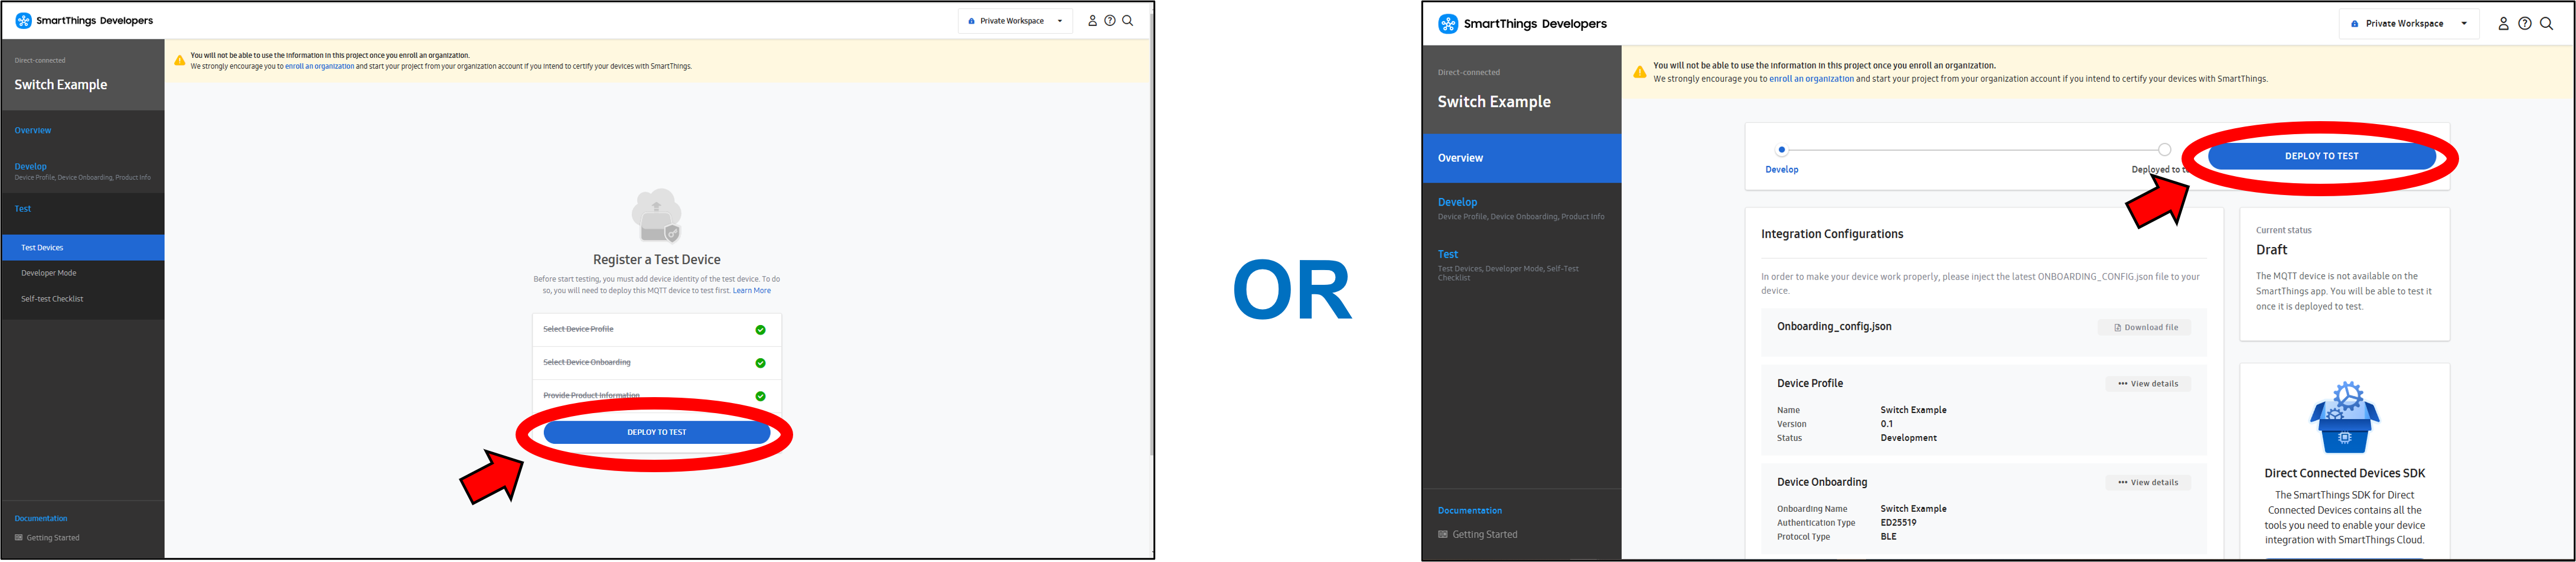 SmartThings Developers
Private Workspace
Direct-connected
Switch Example
Overview
Develop
Device Profile, Device Onboarding, Product Info
Test
Test Devices
Developer Mode
Self-test Checklist
Documentation
Getting Started
You will not be able to use the information in this project once you enroll an organization.
We strongly encourage you to enroll an organization and start your project from your organization account if you intend to certify your devices with SmartThings.
Register a Test Device
Before start testing, you must add device identity of the test device. To do
so, you will need to deploy this MQTT device to test first. Learn More
Select Device Profile
Select Device Onboarding
Provide Product Information
DEPLOY TO TEST
OR
SmartThings Developers
Private Workspace
Direct-connected
Switch Example
Overview
Develop
Device Profile, Device Onboarding, Product Info
Test
Test Devices, Developer Mode, Self-Test
Checklist
Documentation
Getting Started
You will not be able to use the information in this project once you enroll an organization.
We strongly encourage you to enroll an organization and start your project from your organization account if you intend to certify your devices with SmartThings.
Develop
Deployed to
DEPLOY TO TEST
Integration Configurations
In order to make your device work properly, please inject the latest ONBOARDING_CONFIG.json file to your
device.
Onboarding_config.json
Download file
Device Profile
••• View details
Name Switch Example
Version 0.1
Status Development
Device Onboarding
••• View details
Onboarding Name Switch Example
Authentication Type ED25519
Protocol Type BLE
Current status
Draft
The MQTT device is not available on the
SmartThings app. You will be able to test it
once it is deployed to test.
Direct Connected Devices SDK
The SmartThings SDK for Direct
Connected Devices contains all the
tools you need to enable your device
integration with SmartThings Cloud.